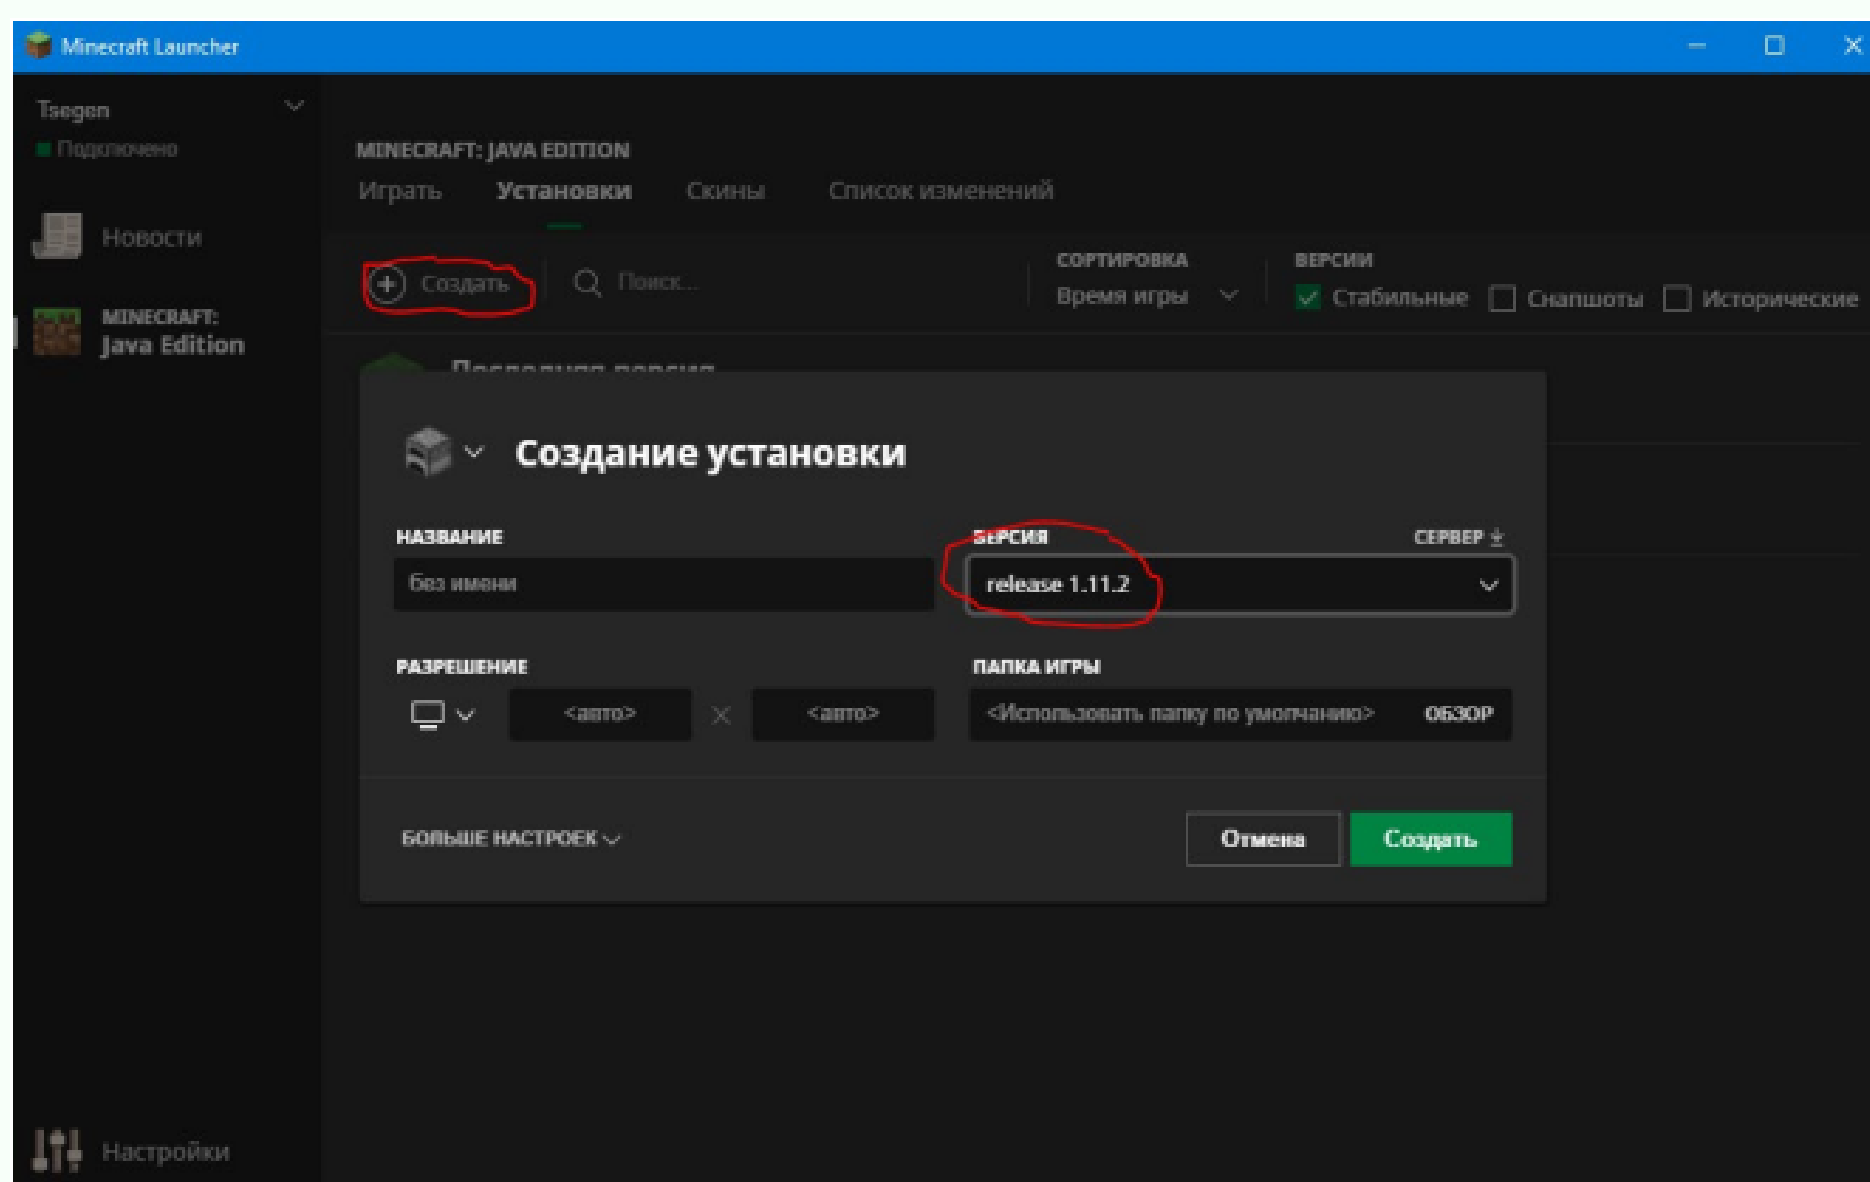 Minecraft Launcher
Tsegen
Подключено
Новости
MINECRAFT:
Java Edition
Настройки
MINECRAFT: JAVA EDITION
Играть Установки Скины Список изменений
Создать Поиск... СОРТИРОВКА Время игры ВЕРСИИ Стабильные Снапшоты Исторические
Последняя версия
Создание установки
НАЗВАНИЕ ВЕРСИЯ СЕРВЕР
без имени release 1.11.2
РАЗРЕШЕНИЕ ПАПКА ИГРЫ
<авто> <авто> <Использовать папку по умолчанию> ОБЗОР
БОЛЬШЕ НАСТРОЕК Отмена Создать